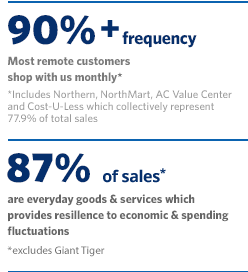 90%+ frequency
Most remote customers
shop with us monthly*
*Includes Northern, NorthMart, AC Value Center
and Cost-U-Less which collectively represent
77.9% of total sales
87% of sales*
are everyday goods & services which
provides resillence to economic & spending
fluctuations
*excludes Giant Tiger